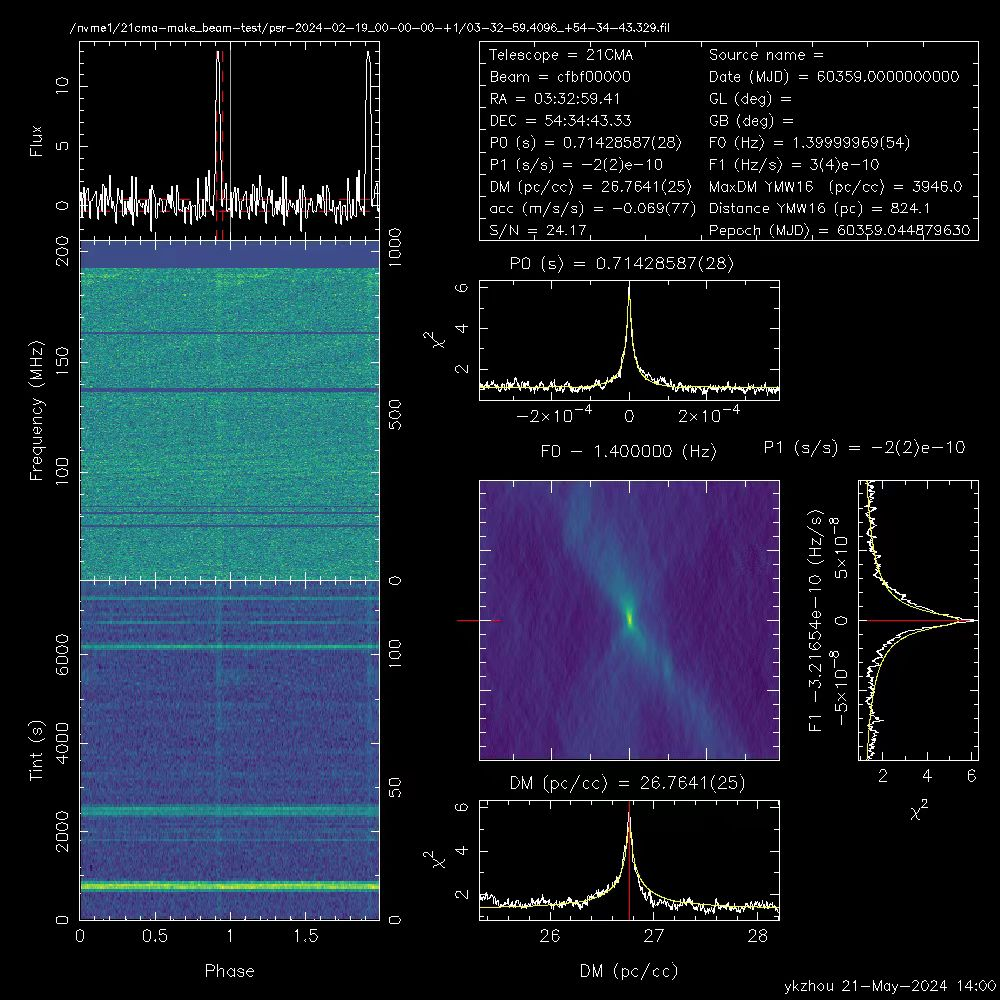 /nvme1/21cma-make_beam-test/psr-2024-02-19_00-00-00-+1/03-32-59.4096_+54-34-43.329.fil
Telescope = 21CMA
Source name =
Beam = cfbf00000
Date (MJD) = 60359.0000000000
RA = 03:32:59.41
GL (deg) =
DEC = 54:34:43.33
GB (deg) =
P0 (s) = 0.71428587(28)
F0 (Hz) = 1.39999969(54)
P1 (s/s) = -2(2)e-10
F1 (Hz/s) = 3(4)e-10
DM (pc/cc) = 26.7641(25)
MaxDM YMW16 (pc/cc) = 3946.0
acc (m/s/s) = -0.069(77)
Distance YMW16 (pc) = 824.1
S/N = 24.17
Pepoch (MJD) = 60359.044879630
Flux
0 5 10
Frequency (MHz)
100 150 200
0 500 1000
Tint (s)
0 2000 4000 6000
0 50 100
0 0.5 1 1.5
Phase
P0 (s) = 0.71428587(28)
χ²
2 4 6
-2×10⁻⁴ 0 2×10⁻⁴
F0 - 1.400000 (Hz)
P1 (s/s) = -2(2)e-10
F1 -3.21654e-10 (Hz/s)
-5×10⁻⁸ 0 5×10⁻⁸
2 4 6
χ²
DM (pc/cc) = 26.7641(25)
χ²
2 4 6
26 27 28
DM (pc/cc)
ykzhou 21-May-2024 14:00